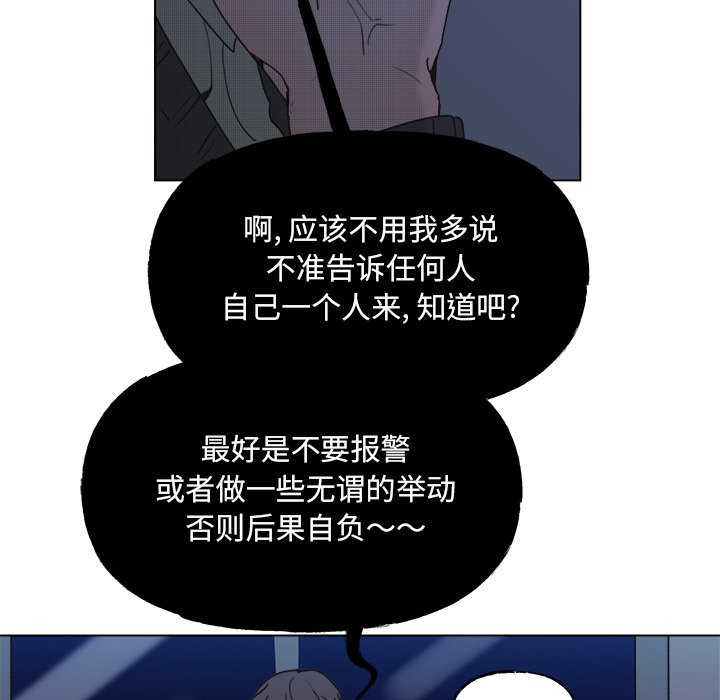 啊, 应该不用我多说
不准告诉任何人
自己一个人来, 知道吧?
最好是不要报警
或者做一些无谓的举动
否则后果自负～～